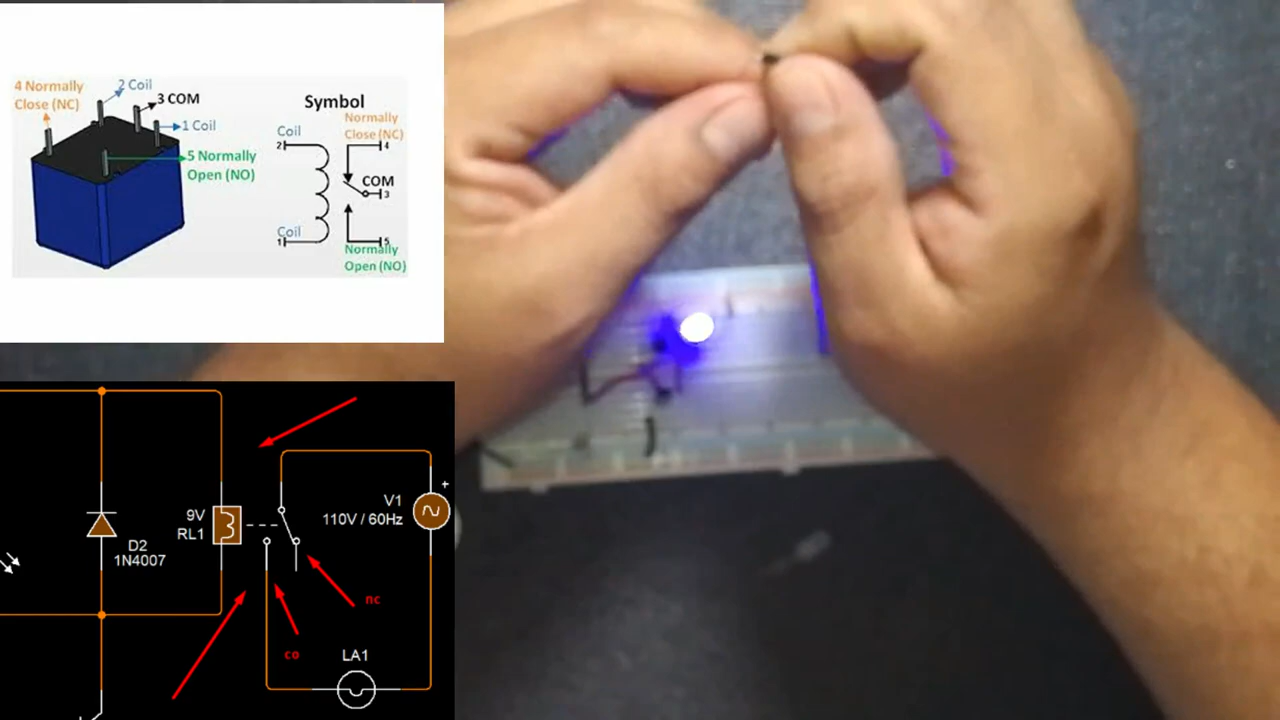 4 Normally
Close (NC)
2 Coil
3 COM
1 Coil
5 Normally
Open (NO)
Symbol
Coil
2
Normally
Close (NC)
4
COM
3
Coil
1
5
Normally
Open (NO)
9V
RL1
V1
+
110V / 60Hz
D2
1N4007
nc
co
LA1